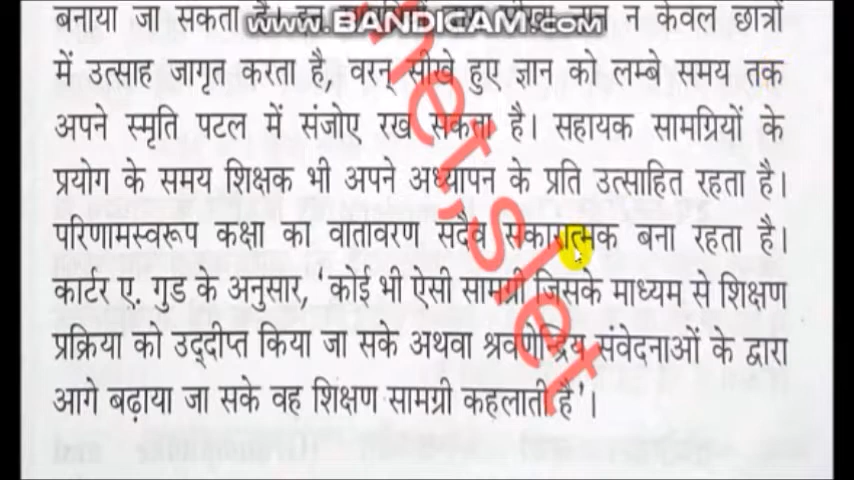 बनाया जा सकता है। न केवल छात्रों
www.BANDICAM.com
में उत्साह जागृत करता है, वरन् सीखे हुए ज्ञान को लम्बे समय तक
अपने स्मृति पटल में संजोए रख सकता है। सहायक सामग्रियों के
प्रयोग के समय शिक्षक भी अपने अध्यापन के प्रति उत्साहित रहता है।
परिणामस्वरूप कक्षा का वातावरण सदैव सकारात्मक बना रहता है।
कार्टर ए. गुड के अनुसार, 'कोई भी ऐसी सामग्री जिसके माध्यम से शिक्षण
प्रक्रिया को उद्दीप्त किया जा सके अथवा श्रवणेन्द्रिय संवेदनाओं के द्वारा
आगे बढ़ाया जा सके वह शिक्षण सामग्री कहलाती है'।
net slet